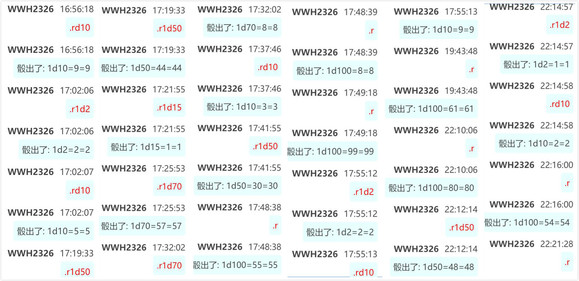 WWH2326 16:56:18
.rd10
WWH2326 16:56:18
骰出了: 1d10=9=9
WWH2326 17:02:06
.r1d2
WWH2326 17:02:06
骰出了: 1d2=2=2
WWH2326 17:02:07
.rd10
WWH2326 17:02:07
骰出了: 1d10=5=5
WWH2326 17:19:33
.r1d50
WWH2326 17:19:33
.r1d50
WWH2326 17:19:33
骰出了: 1d50=44=44
WWH2326 17:21:55
.r1d15
WWH2326 17:21:55
骰出了: 1d15=1=1
WWH2326 17:25:53
.r1d70
WWH2326 17:25:53
骰出了: 1d70=57=57
WWH2326 17:32:02
.r1d70
WWH2326 17:32:02
骰出了: 1d70=8=8
WWH2326 17:37:46
.rd10
WWH2326 17:37:46
骰出了: 1d10=3=3
WWH2326 17:41:55
.r1d50
WWH2326 17:41:55
骰出了: 1d50=30=30
WWH2326 17:48:38
.r
WWH2326 17:48:38
骰出了: 1d100=55=55
WWH2326 17:48:39
.r
WWH2326 17:48:39
骰出了: 1d100=8=8
WWH2326 17:49:18
.r
WWH2326 17:49:18
骰出了: 1d100=99=99
WWH2326 17:55:12
.r1d2
WWH2326 17:55:12
骰出了: 1d2=2=2
WWH2326 17:55:13
.rd10
WWH2326 17:55:13
骰出了: 1d10=9=9
WWH2326 19:43:48
.r
WWH2326 19:43:48
骰出了: 1d100=61=61
WWH2326 22:10:06
.r
WWH2326 22:10:06
骰出了: 1d100=80=80
WWH2326 22:12:14
.r1d50
WWH2326 22:12:14
骰出了: 1d50=48=48
WWH2326 22:14:57
.r1d2
WWH2326 22:14:57
骰出了: 1d2=1=1
WWH2326 22:14:58
.rd10
WWH2326 22:14:58
骰出了: 1d10=2=2
WWH2326 22:16:00
.r
WWH2326 22:16:00
骰出了: 1d100=54=54
WWH2326 22:21:28
.r